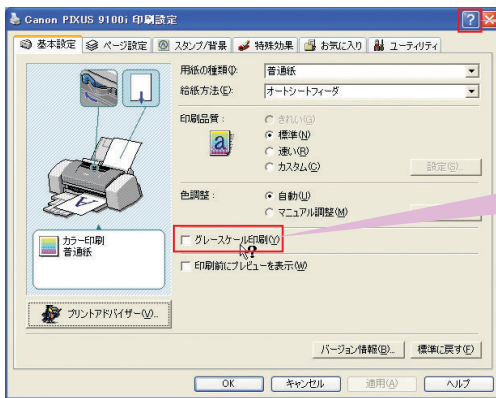 Canon PIXUS 9100i 印刷設定
基本設定 ページ設定 スタンプ/背景 特殊効果 お気に入り ユーティリティ
用紙の種類(I): 普通紙
給紙方法(E): オートシートフィーダ
印刷品質: きれい(G)
標準(N)
速い(R)
カスタム(C) 設定(S)...
色調整: 自動(U)
マニュアル調整(M)
カラー印刷
普通紙
グレースケール印刷(Y)
印刷前にプレビューを表示(W)
プリントアドバイザー(V)...
バージョン情報(B)... 標準に戻す(F)
OK キャンセル 適用(A) ヘルプ